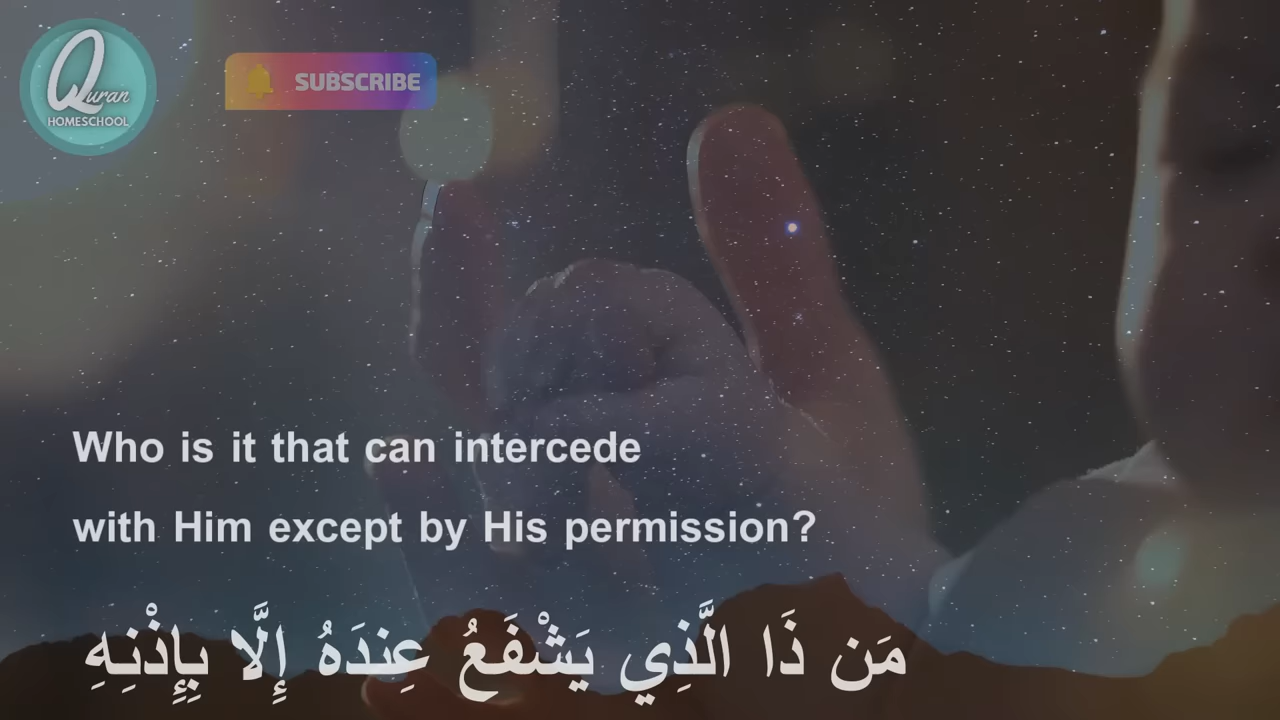 Quran
HOMESCHOOL
SUBSCRIBE
Who is it that can intercede
with Him except by His permission?
مَن ذَا الَّذِي يَشْفَعُ عِندَهُ إِلَّا بِإِذْنِهِ